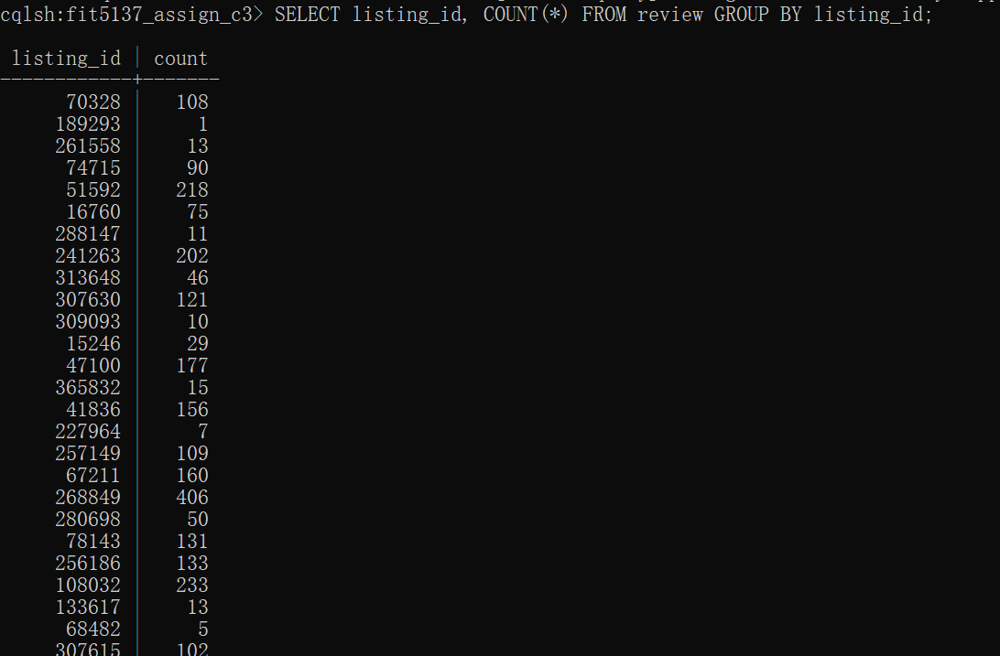 cqlsh:fit5137_assign_c3> SELECT listing_id, COUNT(*) FROM review GROUP BY listing_id;
listing_id | count
------------+-------
70328 | 108
189293 | 1
261558 | 13
74715 | 90
51592 | 218
16760 | 75
288147 | 11
241263 | 202
313648 | 46
307630 | 121
309093 | 10
15246 | 29
47100 | 177
365832 | 15
41836 | 156
227964 | 7
257149 | 109
67211 | 160
268849 | 406
280698 | 50
78143 | 131
256186 | 133
108032 | 233
133617 | 13
68482 | 5
307615 | 102